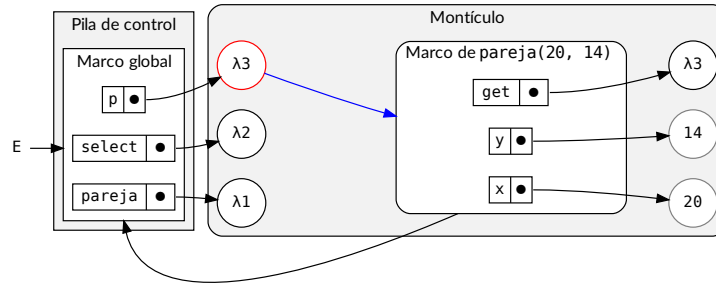 Pila de control
Marco global
p
select
pareja
E
Montículo
λ3
λ2
λ1
Marco de pareja(20, 14)
get
y
x
λ3
14
20